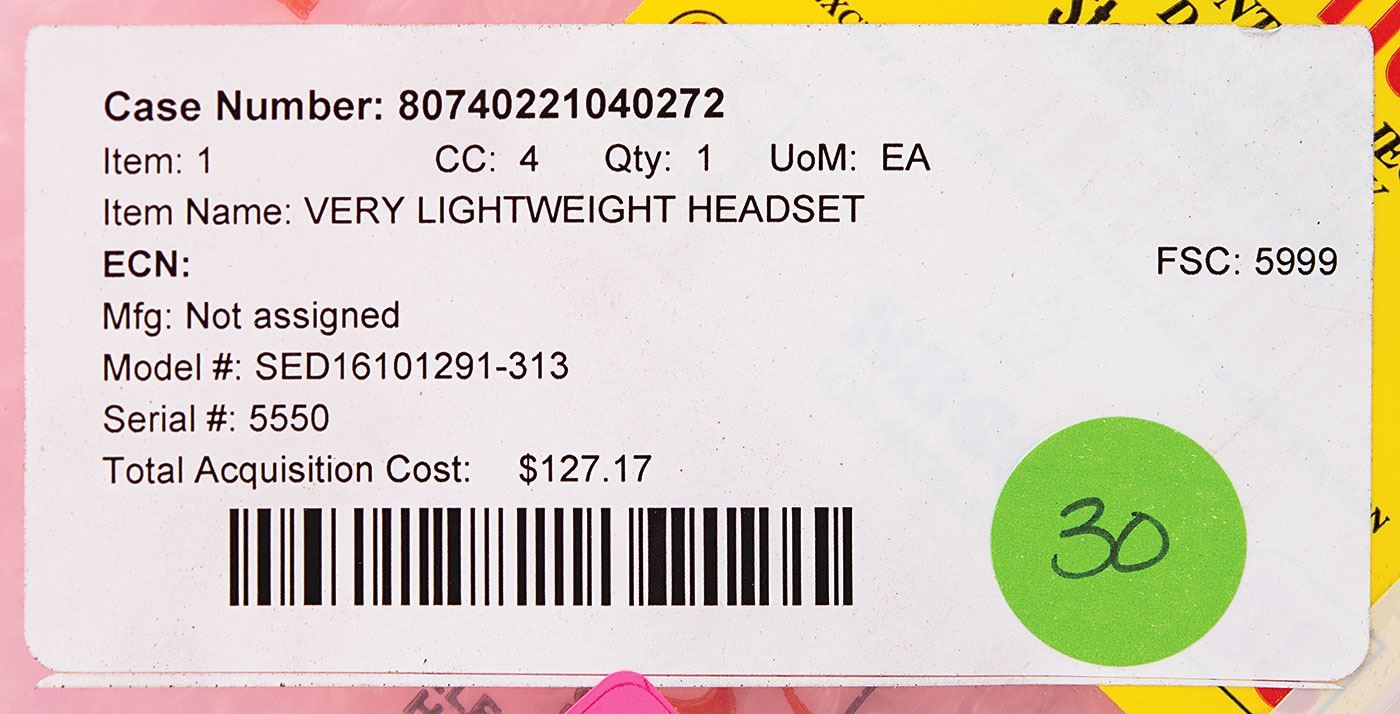 Case Number: 80740221040272
Item: 1 CC: 4 Qty: 1 UoM: EA
Item Name: VERY LIGHTWEIGHT HEADSET
ECN:
FSC: 5999
Mfg: Not assigned
Model #: SED16101291-313
Serial #: 5550
Total Acquisition Cost: $127.17
30